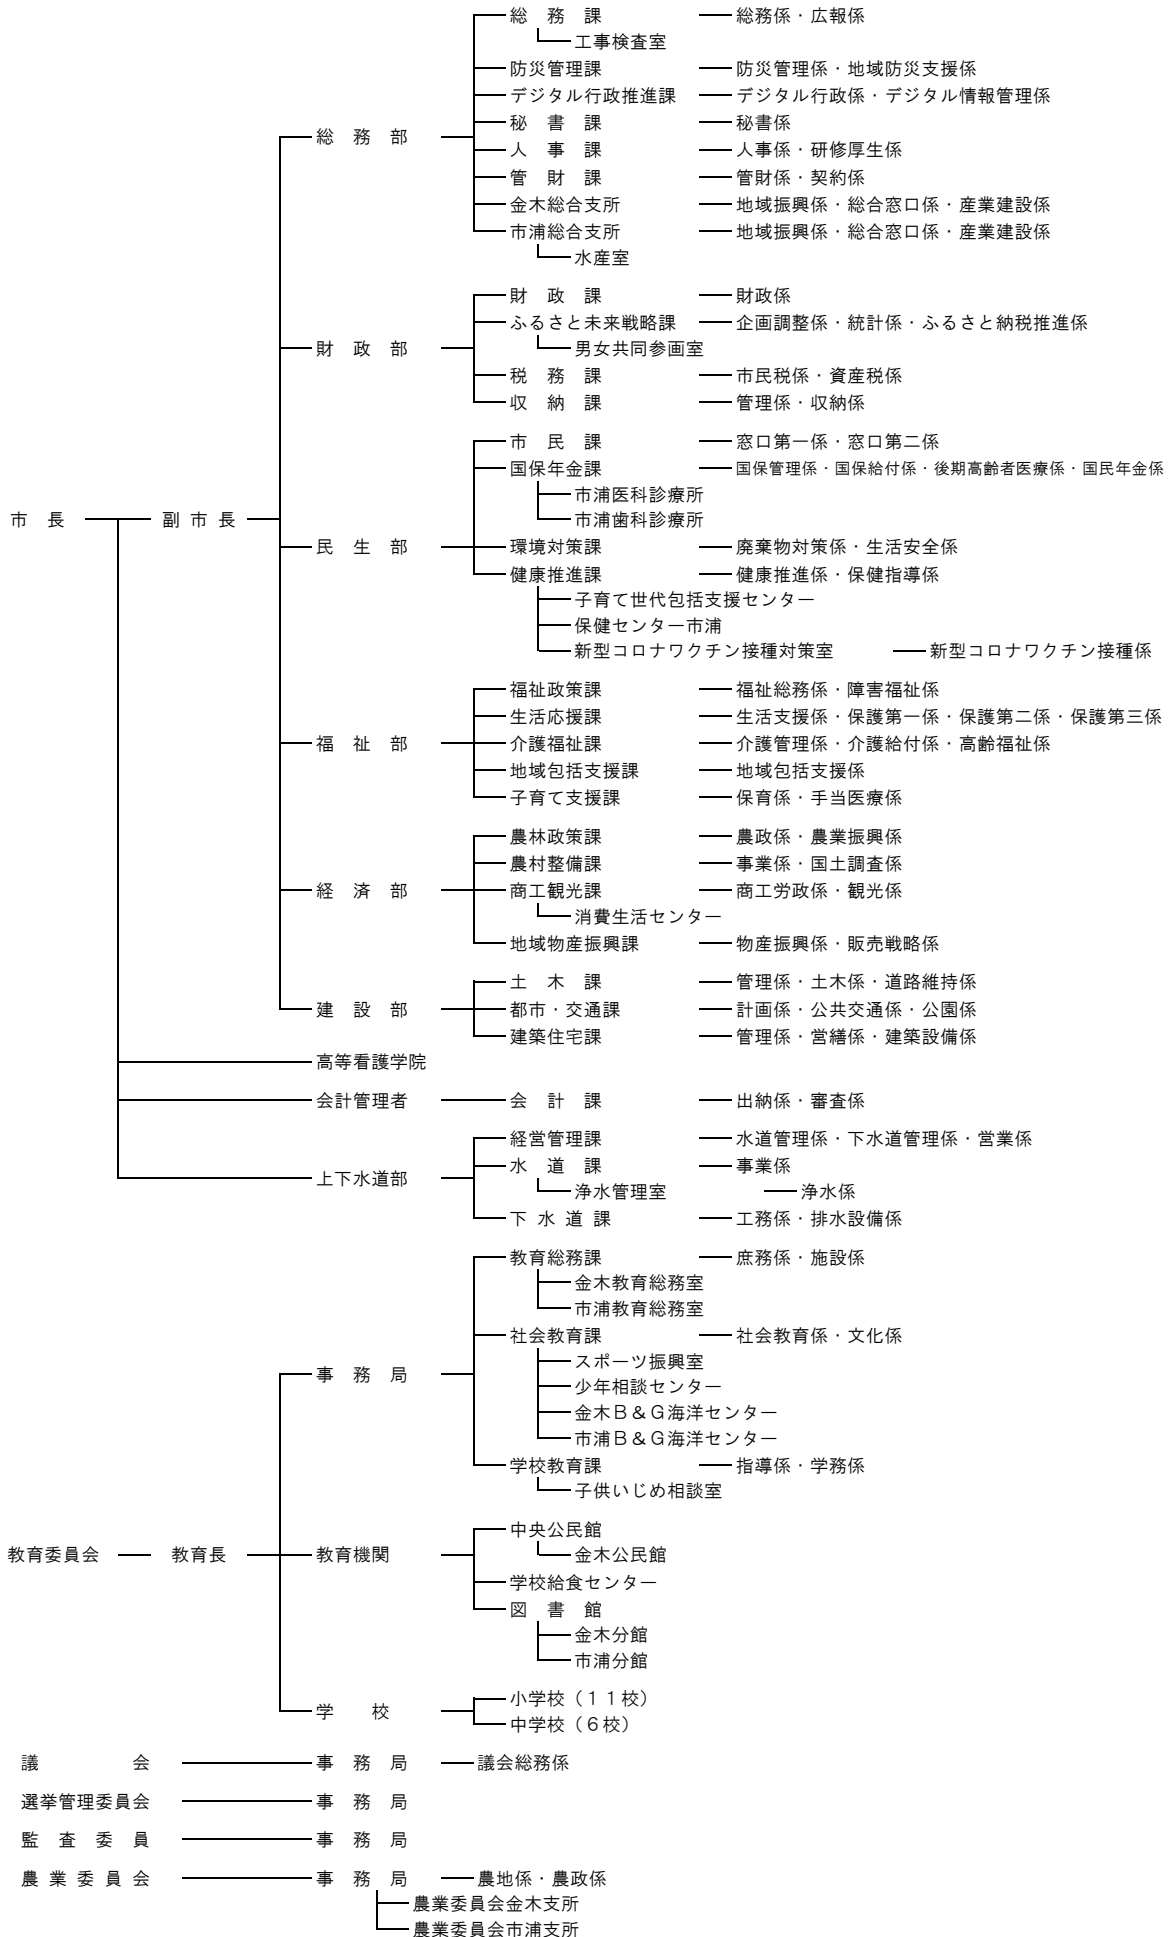 総務課 総務係・広報係
工事検査室
防災管理課 防災管理係・地域防災支援係
デジタル行政推進課 デジタル行政係・デジタル情報管理係
秘書課 秘書係
総務部
人事課 人事係・研修厚生係
管財課 管財係・契約係
金木総合支所 地域振興係・総合窓口係・産業建設係
市浦総合支所 地域振興係・総合窓口係・産業建設係
水産室
財政課 財政係
ふるさと未来戦略課 企画調整係・統計係・ふるさと納税推進係
財政部 男女共同参画室
税務課 市民税係・資産税係
収納課 管理係・収納係
市民課 窓口第一係・窓口第二係
国保年金課 国保管理係・国保給付係・後期高齢者医療係・国民年金係
市浦医科診療所
市長 副市長 市浦歯科診療所
民生部 環境対策課 廃棄物対策係・生活安全係
健康推進課 健康推進係・保健指導係
子育て世代包括支援センター
保健センター市浦
新型コロナワクチン接種対策室 新型コロナワクチン接種係
福祉政策課 福祉総務係・障害福祉係
生活応援課 生活支援係・保護第一係・保護第二係・保護第三係
福祉部 介護福祉課 介護管理係・介護給付係・高齢福祉係
地域包括支援課 地域包括支援係
子育て支援課 保育係・手当医療係
農林政策課 農政係・農業振興係
農村整備課 事業係・国土調査係
経済部 商工観光課 商工労政係・観光係
消費生活センター
地域物産振興課 物産振興係・販売戦略係
土木課 管理係・土木係・道路維持係
建設部 都市・交通課 計画係・公共交通係・公園係
建築住宅課 管理係・営繕係・建築設備係
高等看護学院
会計管理者 会計課 出納係・審査係
経営管理課 水道管理係・下水道管理係・営業係
水道課 事業係
上下水道部
浄水管理室 浄水係
下水道課 工務係・排水設備係
教育総務課 庶務係・施設係
金木教育総務室
市浦教育総務室
社会教育課 社会教育係・文化係
スポーツ振興室
事務局
少年相談センター
金木Ｂ＆Ｇ海洋センター
市浦Ｂ＆Ｇ海洋センター
学校教育課 指導係・学務係
子供いじめ相談室
中央公民館
教育委員会 教育長 教育機関 金木公民館
学校給食センター
図書館
金木分館
市浦分館
小学校（１１校）
学校
中学校（６校）
議会 事務局 議会総務係
選挙管理委員会 事務局
監査委員 事務局
農業委員会 事務局 農地係・農政係
農業委員会金木支所
農業委員会市浦支所